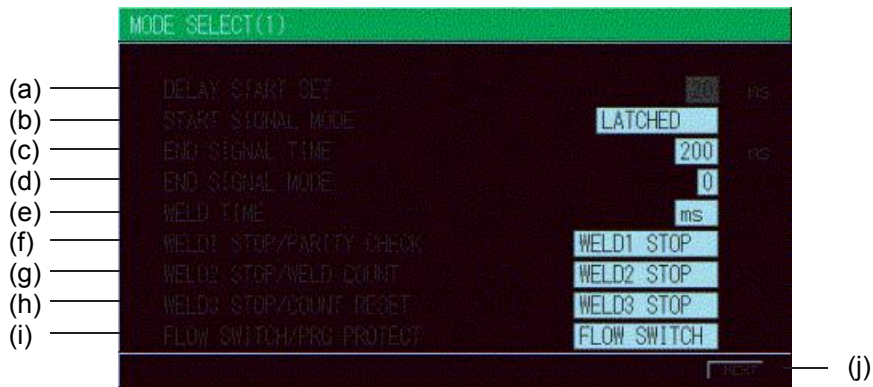 MODE SELECT(1)
(a) DELAY START SET ms
(b) START SIGNAL MODE LATCHED
(c) END SIGNAL TIME 200 ms
(d) END SIGNAL MODE 0
(e) WELD TIME ms
(f) WELD1 STOP/PARITY CHECK WELD1 STOP
(g) WELD2 STOP/WELD COUNT WELD2 STOP
(h) WELD3 STOP/COUNT RESET WELD3 STOP
(i) FLOW SWITCH/PRG PROTECT FLOW SWITCH
NEXT (j)